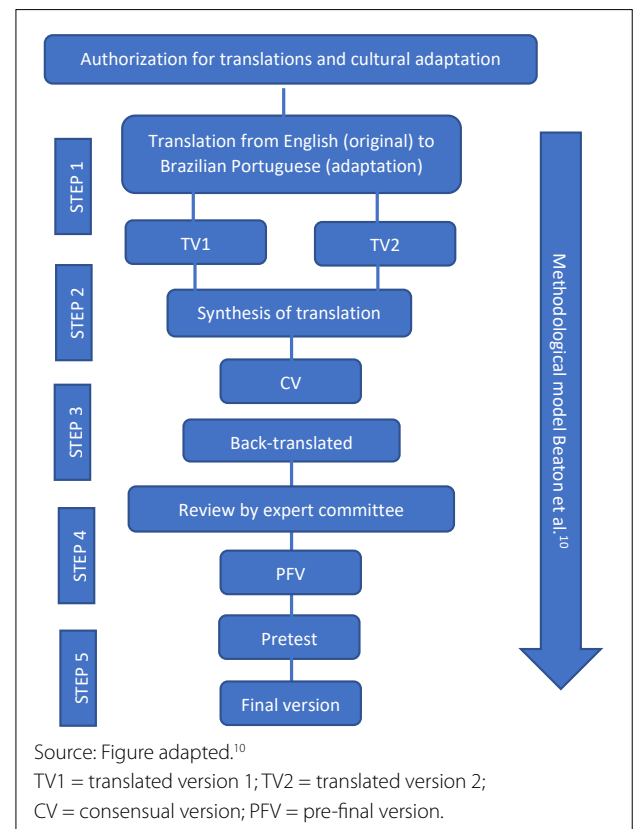 Authorization for translations and cultural adaptation
STEP 1
Translation from English (original) to
Brazilian Portuguese (adaptation)
TV1
TV2
STEP 2
Synthesis of translation
CV
STEP 3
Back-translated
Review by expert committee
STEP 4
PFV
Pretest
STEP 5
Final version
Methodological model Beaton et al.¹⁰
Source: Figure adapted.¹⁰
TV1 = translated version 1; TV2 = translated version 2;
CV = consensual version; PFV = pre-final version.